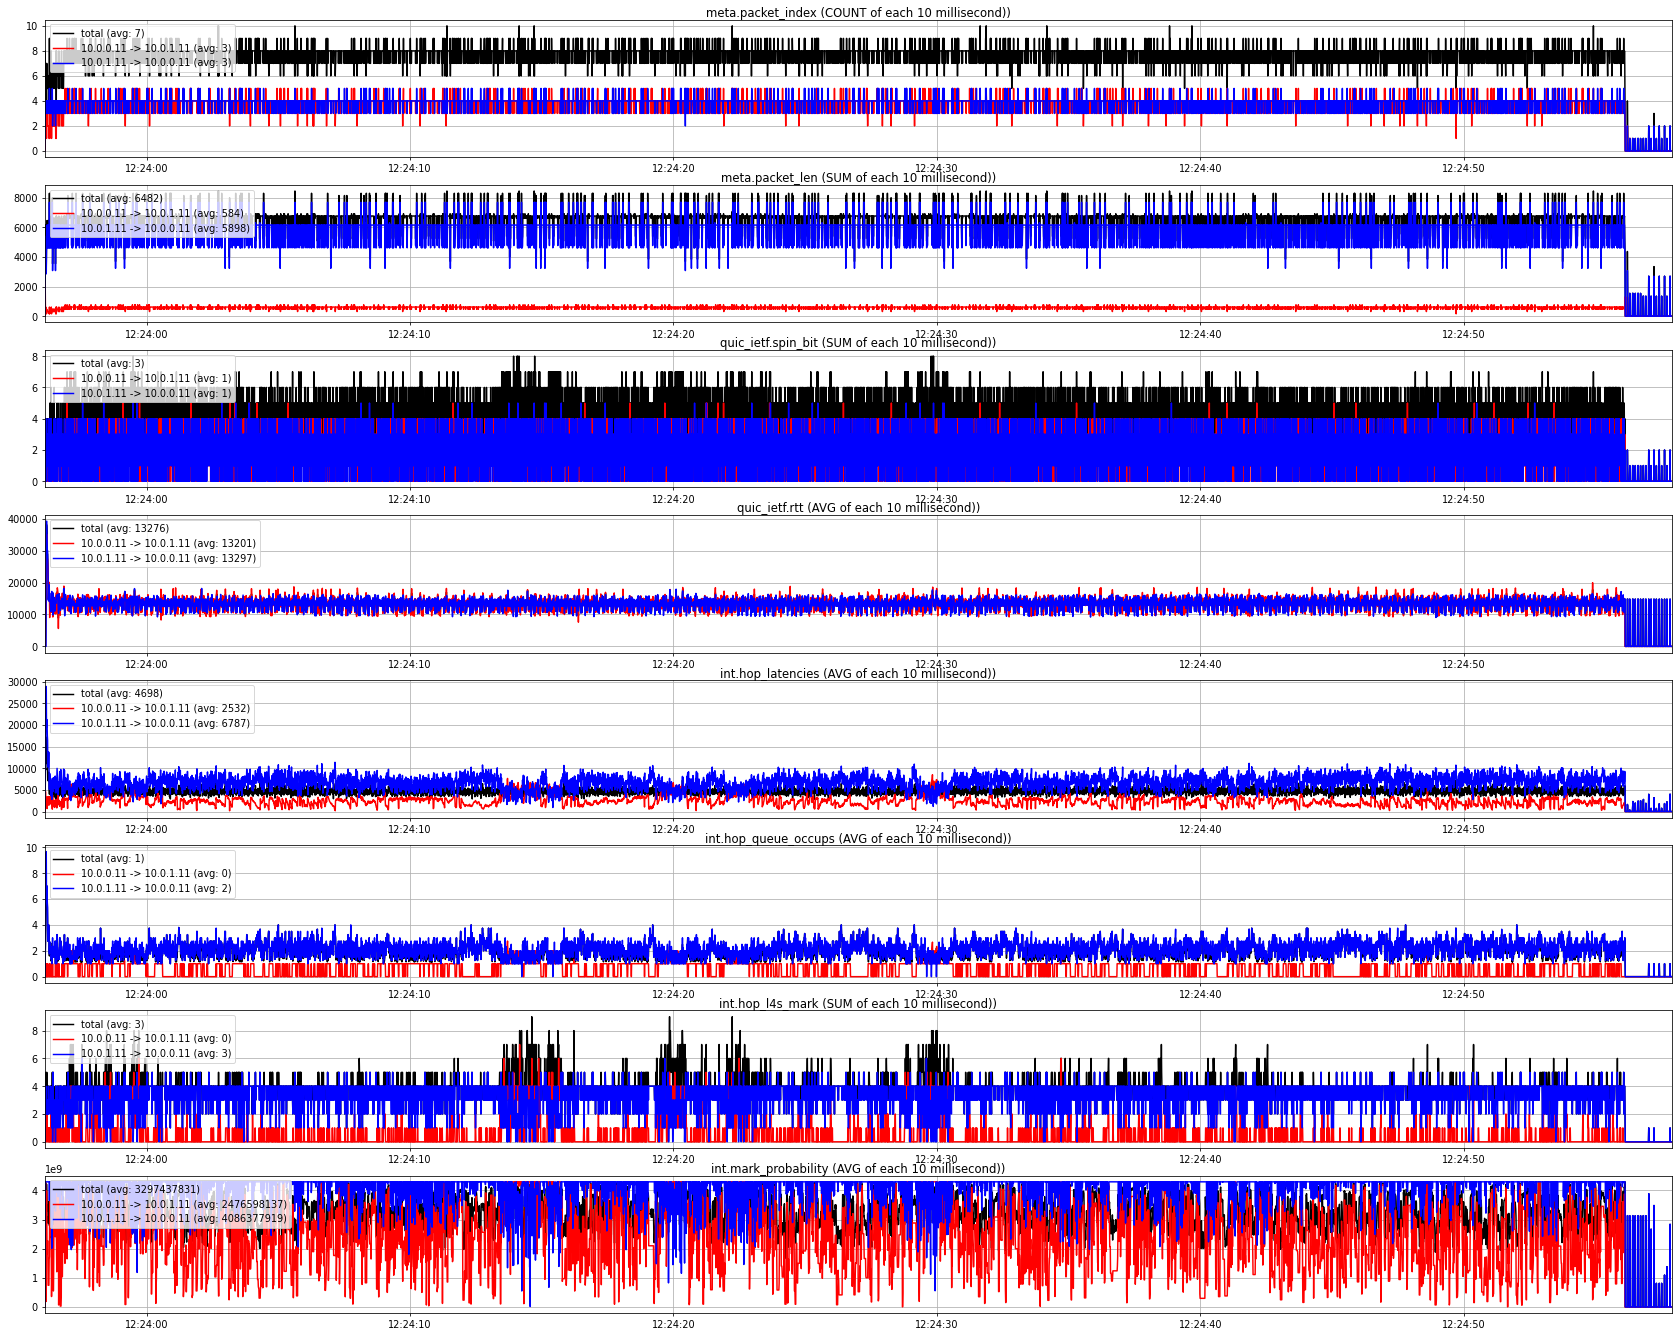 meta.packet_index (COUNT of each 10 millisecond))
10
8
6
4
2
0
total (avg: 7)
10.0.0.11 -> 10.0.1.11 (avg: 3)
10.0.1.11 -> 10.0.0.11 (avg: 3)
12:24:00 12:24:10 12:24:20 12:24:30 12:24:40 12:24:50
meta.packet_len (SUM of each 10 millisecond))
8000
6000
4000
2000
0
total (avg: 6482)
10.0.0.11 -> 10.0.1.11 (avg: 584)
10.0.1.11 -> 10.0.0.11 (avg: 5898)
12:24:00 12:24:10 12:24:20 12:24:30 12:24:40 12:24:50
quic_ietf.spin_bit (SUM of each 10 millisecond))
8
6
4
2
0
total (avg: 3)
10.0.0.11 -> 10.0.1.11 (avg: 1)
10.0.1.11 -> 10.0.0.11 (avg: 1)
12:24:00 12:24:10 12:24:20 12:24:30 12:24:40 12:24:50
quic_ietf.rtt (AVG of each 10 millisecond))
40000
30000
20000
10000
0
total (avg: 13276)
10.0.0.11 -> 10.0.1.11 (avg: 13201)
10.0.1.11 -> 10.0.0.11 (avg: 13297)
12:24:00 12:24:10 12:24:20 12:24:30 12:24:40 12:24:50
int.hop_latencies (AVG of each 10 millisecond))
30000
25000
20000
15000
10000
5000
0
total (avg: 4698)
10.0.0.11 -> 10.0.1.11 (avg: 2532)
10.0.1.11 -> 10.0.0.11 (avg: 6787)
12:24:00 12:24:10 12:24:20 12:24:30 12:24:40 12:24:50
int.hop_queue_occups (AVG of each 10 millisecond))
10
8
6
4
2
0
total (avg: 1)
10.0.0.11 -> 10.0.1.11 (avg: 0)
10.0.1.11 -> 10.0.0.11 (avg: 2)
12:24:00 12:24:10 12:24:20 12:24:30 12:24:40 12:24:50
int.hop_l4s_mark (SUM of each 10 millisecond))
8
6
4
2
0
total (avg: 3)
10.0.0.11 -> 10.0.1.11 (avg: 0)
10.0.1.11 -> 10.0.0.11 (avg: 3)
12:24:00 12:24:10 12:24:20 12:24:30 12:24:40 12:24:50
int.mark_probability (AVG of each 10 millisecond))
1e9
4
3
2
1
0
total (avg: 3297437831)
10.0.0.11 -> 10.0.1.11 (avg: 2476598137)
10.0.1.11 -> 10.0.0.11 (avg: 4086377919)
12:24:00 12:24:10 12:24:20 12:24:30 12:24:40 12:24:50